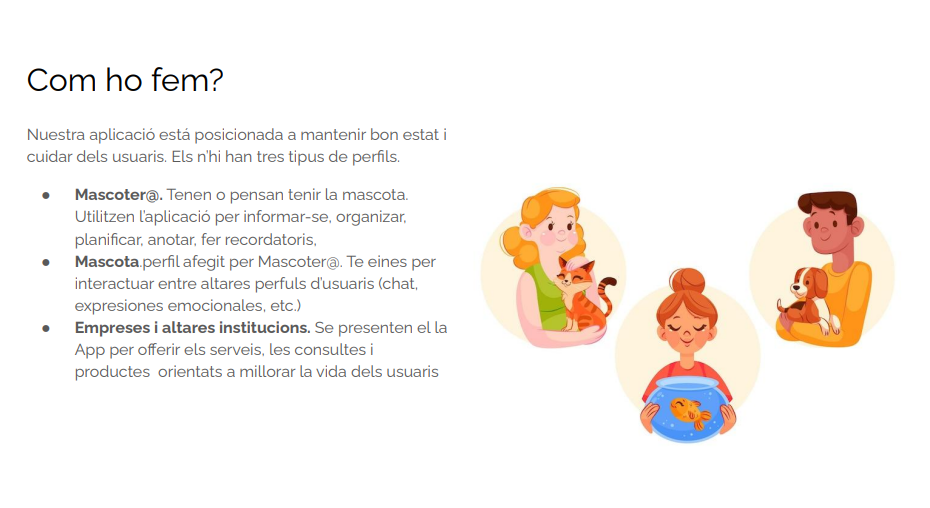 Com ho fem?
Nuestra aplicació está posicionada a mantenir bon estat i
cuidar dels usuaris. Els n'hi han tres tipus de perfils.
● Mascoter@. Tenen o pensan tenir la mascota.
Utilitzen l'aplicació per informar-se, organizar,
planificar, anotar, fer recordatoris,
● Mascota.perfil afegit per Mascoter@. Te eines per
interactuar entre altares perfuls d'usuaris (chat,
expresiones emocionales, etc.)
● Empreses i altares institucions. Se presenten el la
App per offerir els serveis, les consultes i
productes  orientats a millorar la vida dels usuaris